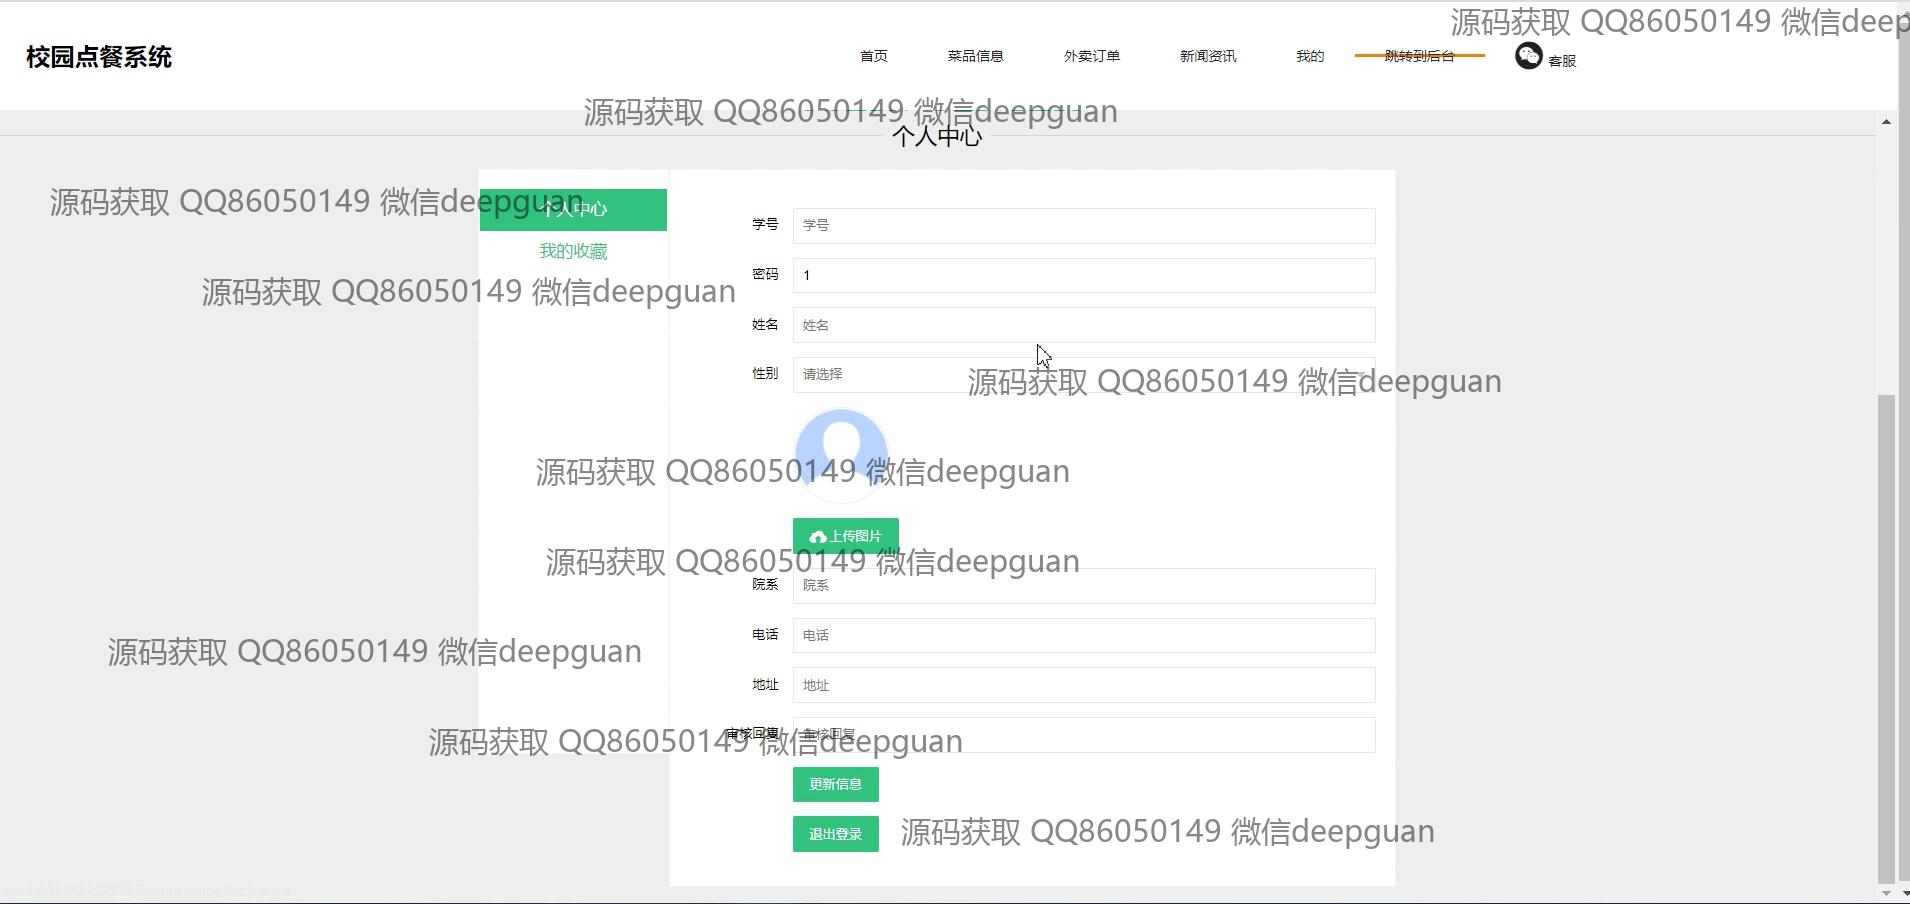 源码获取 QQ86050149 微信deep
校园点餐系统
首页 菜品信息 外卖订单 新闻资讯 我的 跳转到后台 客服
源码获取 QQ86050149 微信deepguan
个人中心
源码获取 QQ86050149 微信deepguan
个人中心
学号 学号
我的收藏
密码 1
源码获取 QQ86050149 微信deepguan
姓名 姓名
性别 请选择
源码获取 QQ86050149 微信deepguan
源码获取 QQ86050149 微信deepguan
上传图片
源码获取 QQ86050149 微信deepguan
院系 院系
电话 电话
源码获取 QQ86050149 微信deepguan
地址 地址
审核回复 审核回复
源码获取 QQ86050149 微信deepguan
更新信息
退出登录
源码获取 QQ86050149 微信deepguan